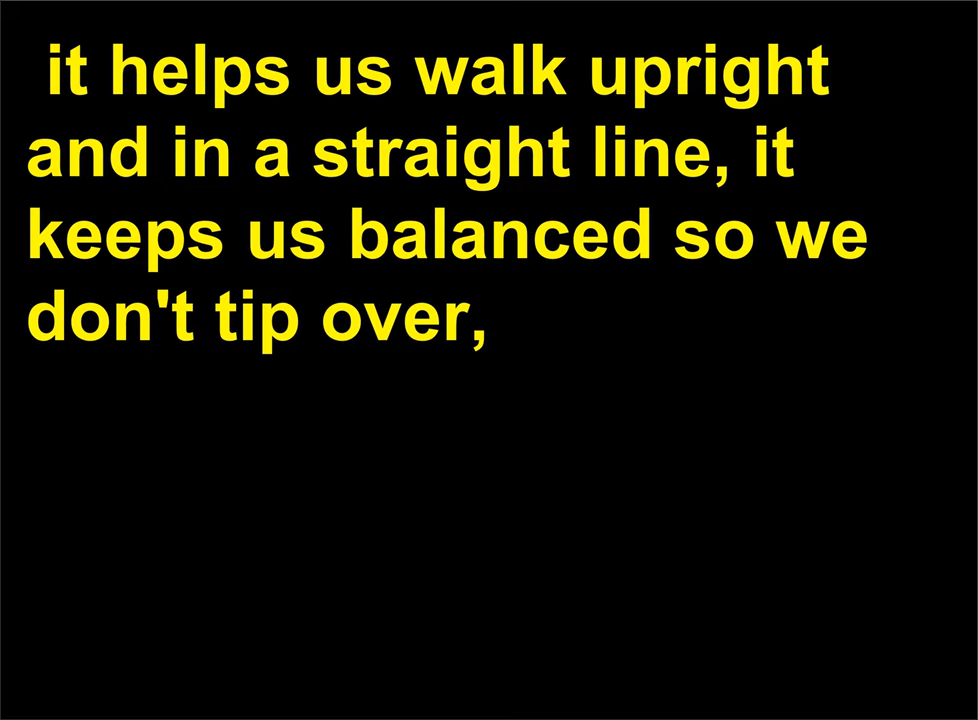 it helps us walk upright
and in a straight line, it
keeps us balanced so we
don't tip over,